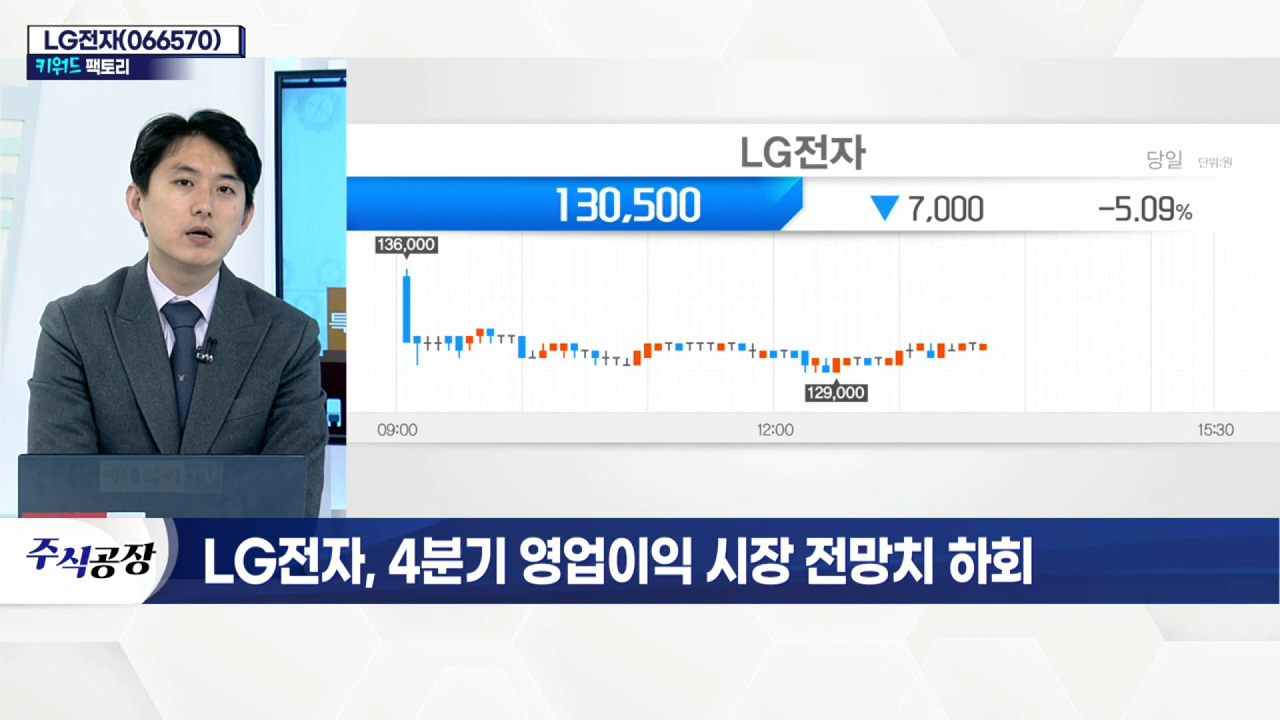 LG전자(066570)
키워드 팩토리
LG전자
당일 단위:원
130,500 ▼7,000 -5.09%
136,000
129,000
09:00 12:00 15:30
특
주식공장
LG전자, 4분기 영업이익 시장 전망치 하회